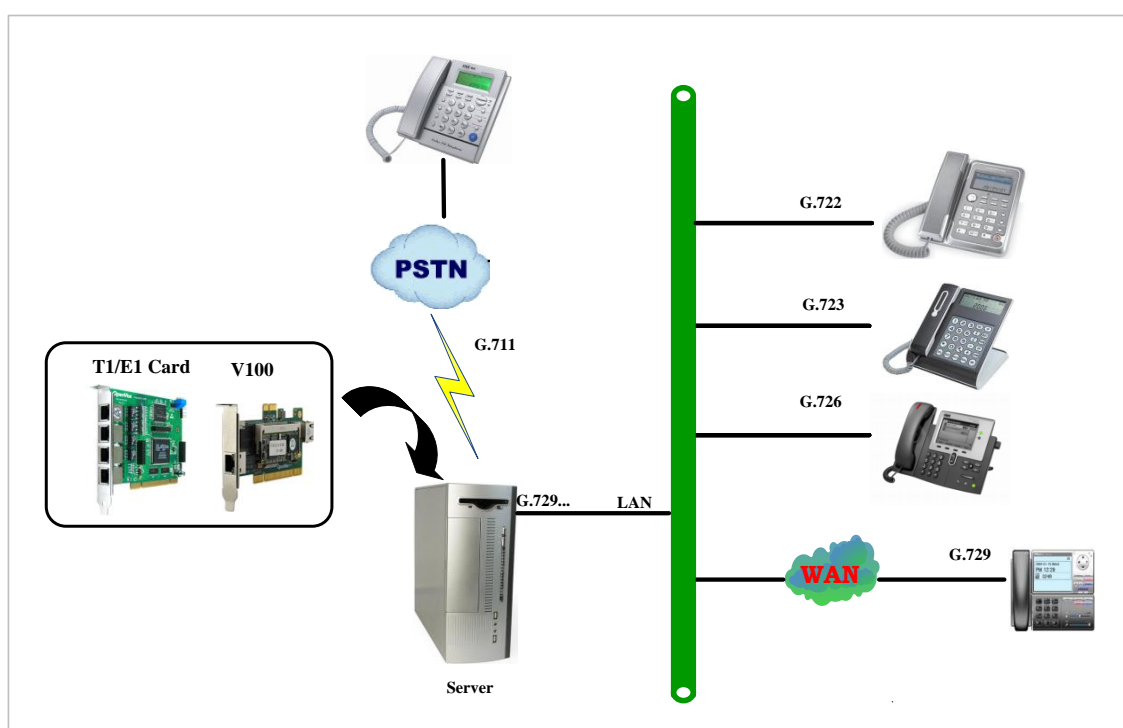 G.722
PSTN
G.723
G.711
T1/E1 Card
V100
G.726
G.729...
LAN
G.729
WAN
Server